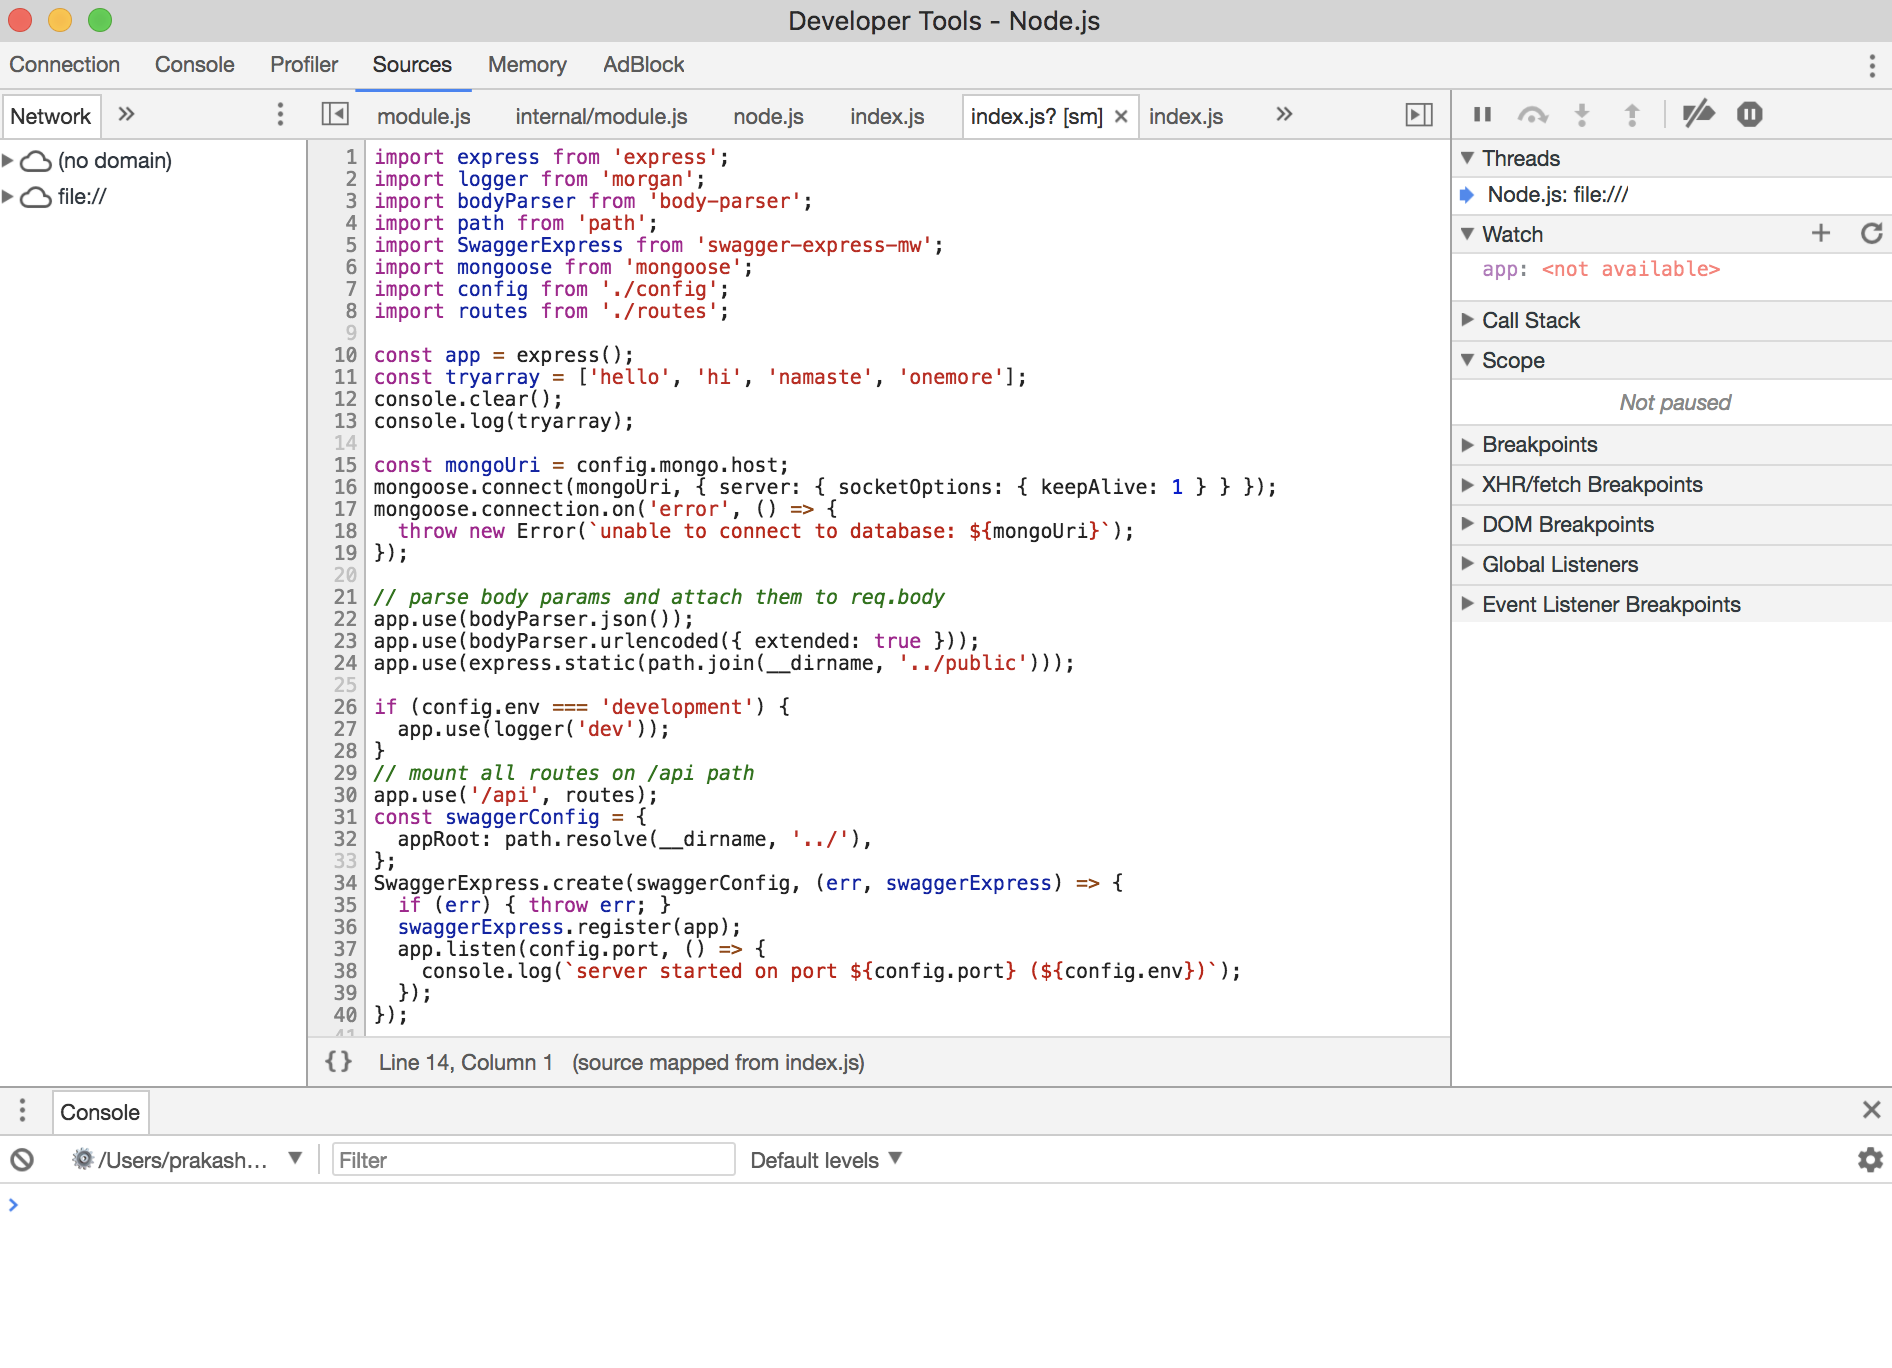 Developer Tools - Node.js
Connection Console Profiler Sources Memory AdBlock
Network »
(no domain)
file://
module.js internal/module.js node.js index.js index.js? [sm] × index.js »
1 import express from 'express';
2 import logger from 'morgan';
3 import bodyParser from 'body-parser';
4 import path from 'path';
5 import SwaggerExpress from 'swagger-express-mw';
6 import mongoose from 'mongoose';
7 import config from './config';
8 import routes from './routes';
9
10 const app = express();
11 const tryarray = ['hello', 'hi', 'namaste', 'onemore'];
12 console.clear();
13 console.log(tryarray);
14
15 const mongoUri = config.mongo.host;
16 mongoose.connect(mongoUri, { server: { socketOptions: { keepAlive: 1 } } });
17 mongoose.connection.on('error', () => {
18   throw new Error(`unable to connect to database: ${mongoUri}`);
19 });
20
21 // parse body params and attach them to req.body
22 app.use(bodyParser.json());
23 app.use(bodyParser.urlencoded({ extended: true }));
24 app.use(express.static(path.join(__dirname, '../public')));
25
26 if (config.env === 'development') {
27   app.use(logger('dev'));
28 }
29 // mount all routes on /api path
30 app.use('/api', routes);
31 const swaggerConfig = {
32   appRoot: path.resolve(__dirname, '../'),
33 };
34 SwaggerExpress.create(swaggerConfig, (err, swaggerExpress) => {
35   if (err) { throw err; }
36   swaggerExpress.register(app);
37   app.listen(config.port, () => {
38     console.log(`server started on port ${config.port} (${config.env})`);
39   });
40 });
41
{} Line 14, Column 1 (source mapped from index.js)
Threads
Node.js: file:///
Watch
app: <not available>
Call Stack
Scope
Not paused
Breakpoints
XHR/fetch Breakpoints
DOM Breakpoints
Global Listeners
Event Listener Breakpoints
Console
/Users/prakash... Filter Default levels